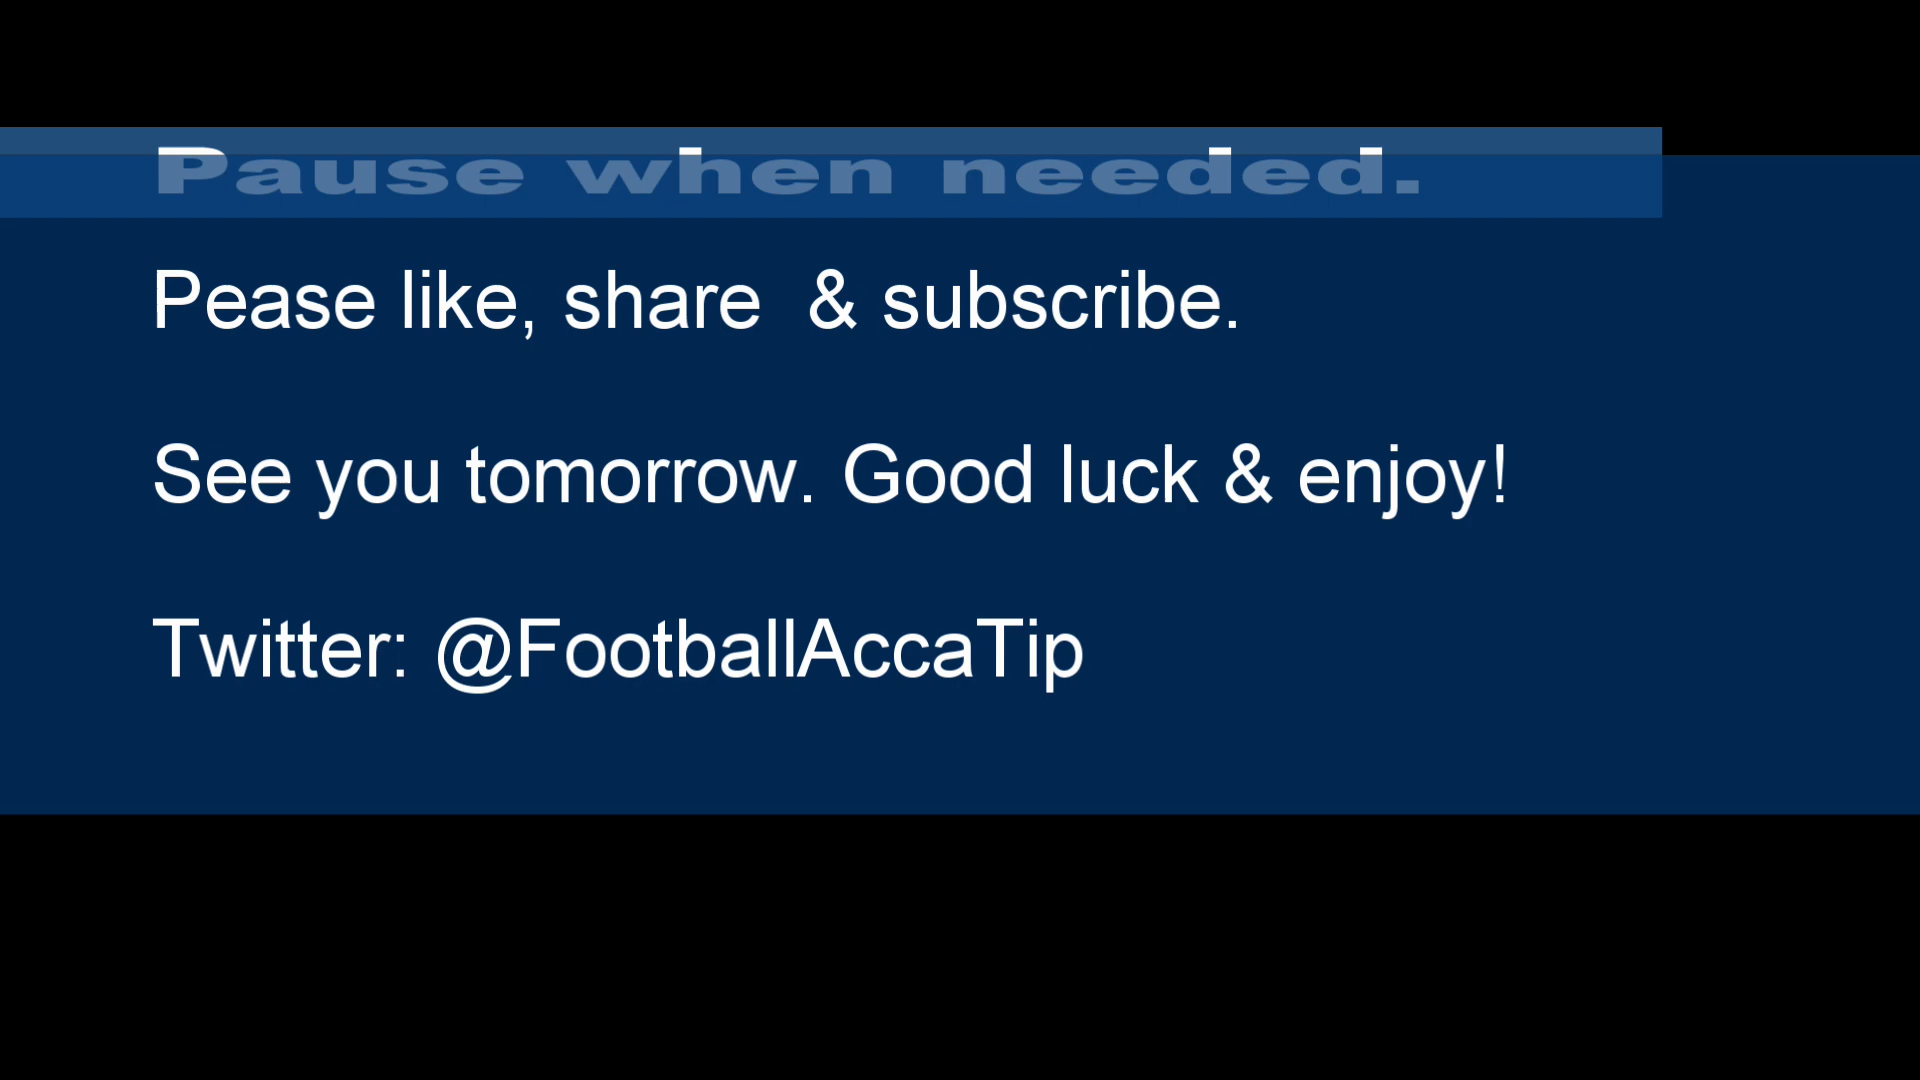 Pause when needed.
Pease like, share  & subscribe.
See you tomorrow. Good luck & enjoy!
Twitter: @FootballAccaTip